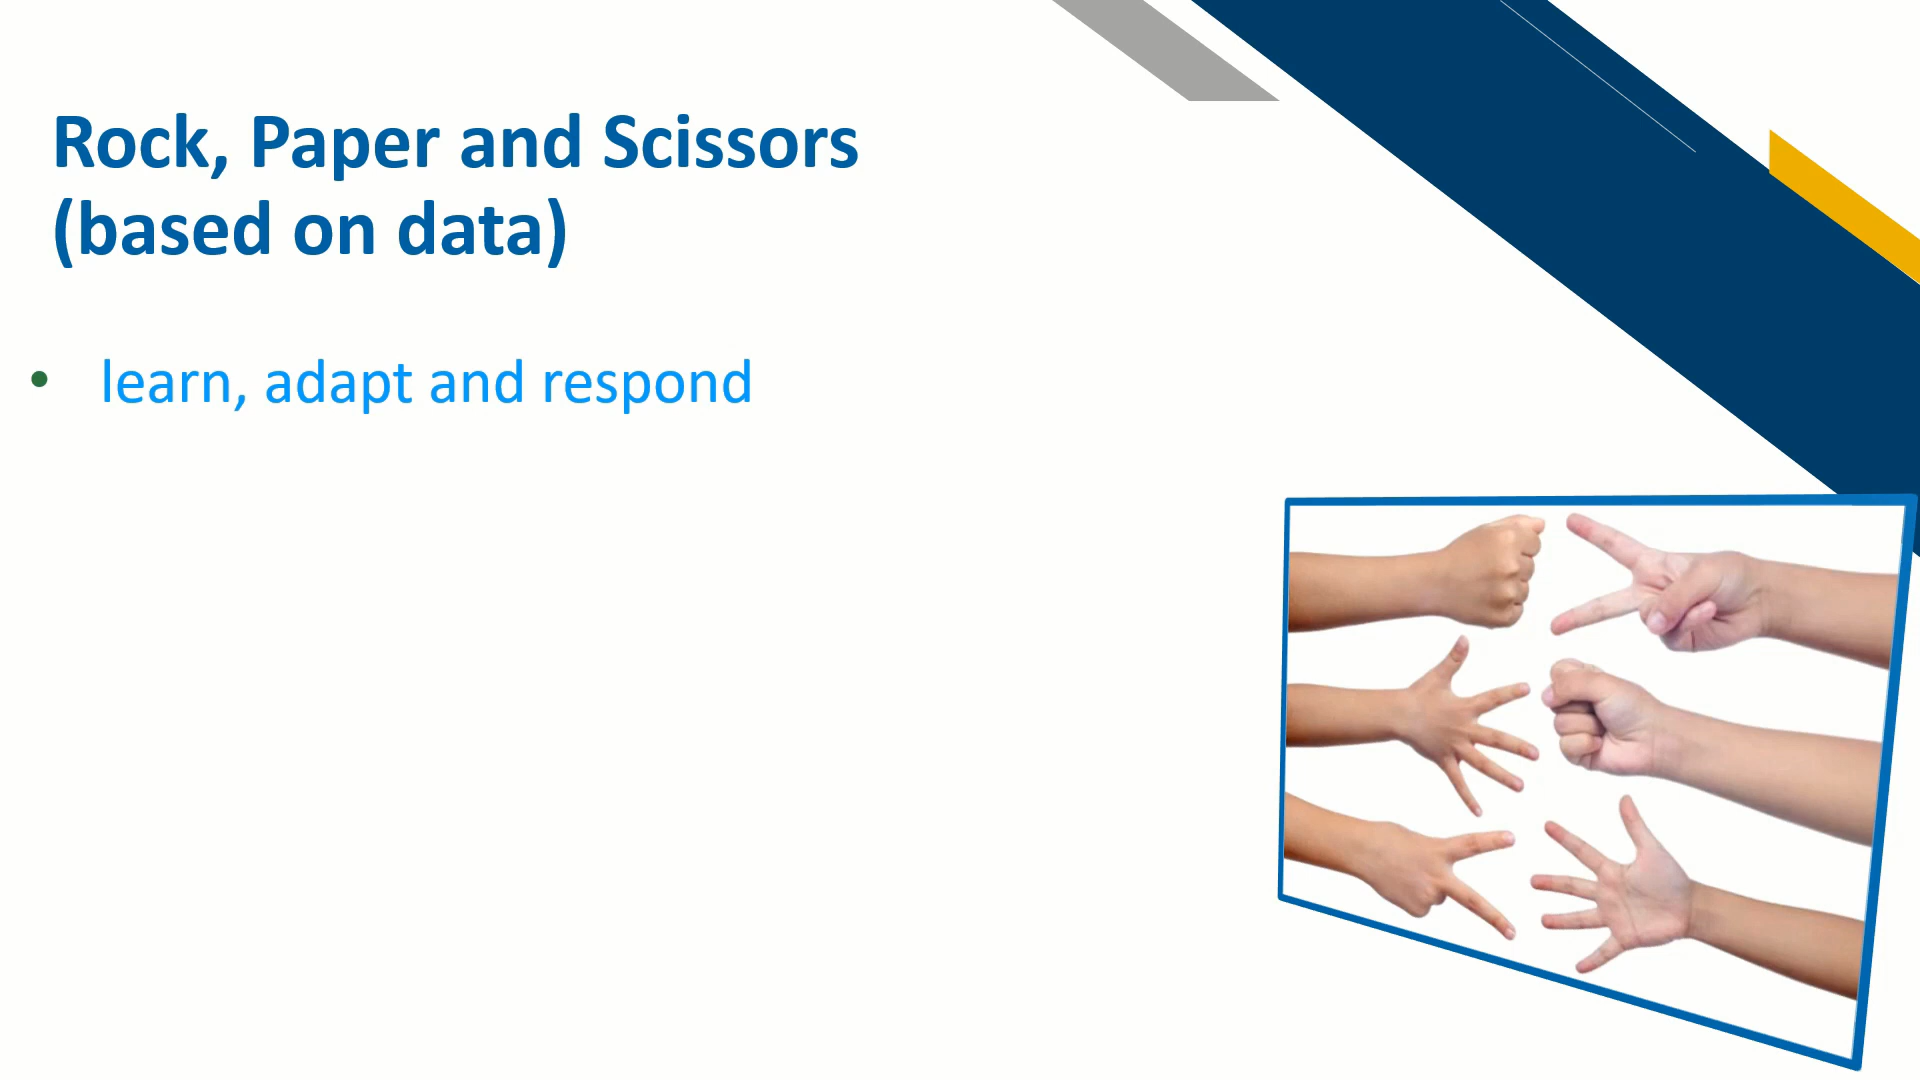 Rock, Paper and Scissors
(based on data)
• learn, adapt and respond